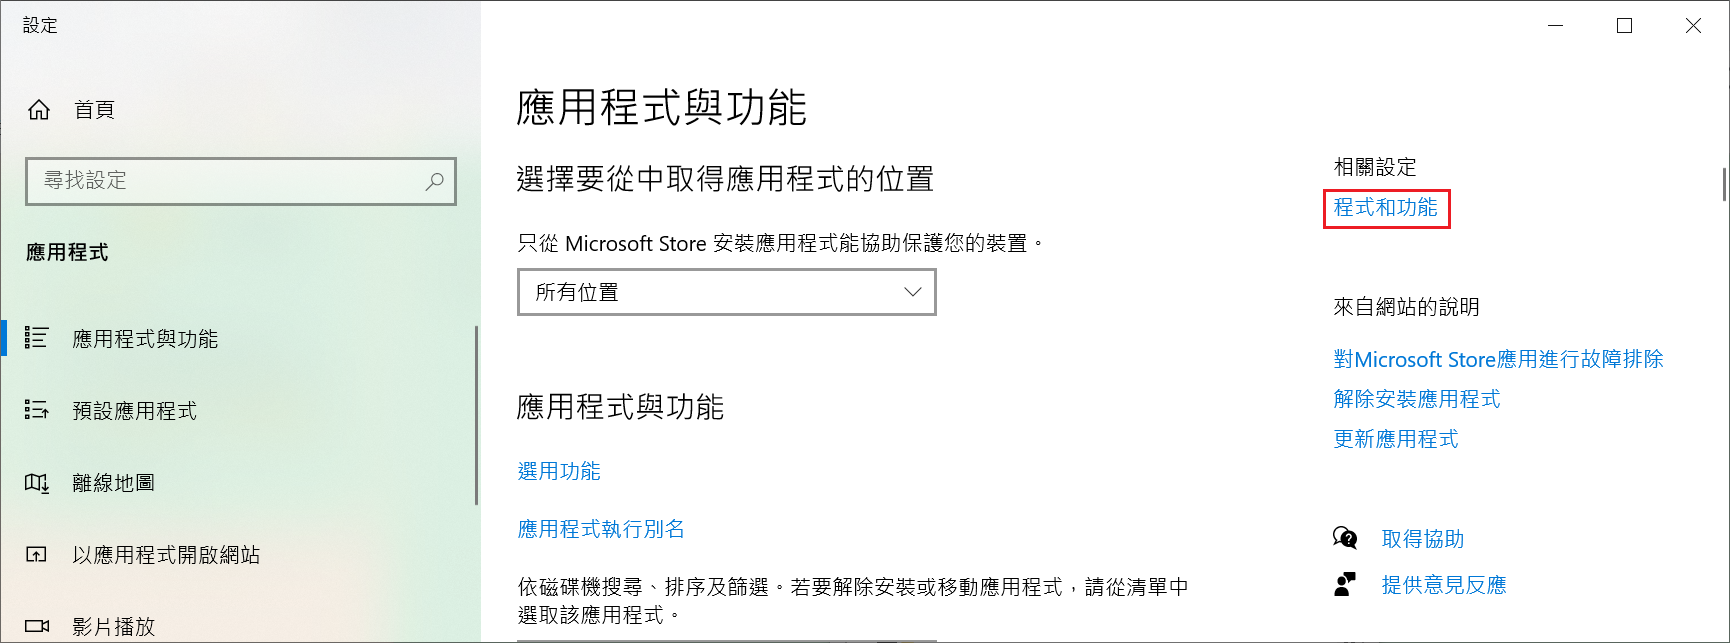 設定
首頁
尋找設定
應用程式
應用程式與功能
預設應用程式
離線地圖
以應用程式開啟網站
影片播放
應用程式與功能
選擇要從中取得應用程式的位置
只從 Microsoft Store 安裝應用程式能協助保護您的裝置。
所有位置
應用程式與功能
選用功能
應用程式執行別名
依磁碟機搜尋、排序及篩選。若要解除安裝或移動應用程式，請從清單中
選取該應用程式。
相關設定
程式和功能
來自網站的說明
對Microsoft Store應用進行故障排除
解除安裝應用程式
更新應用程式
取得協助
提供意見反應